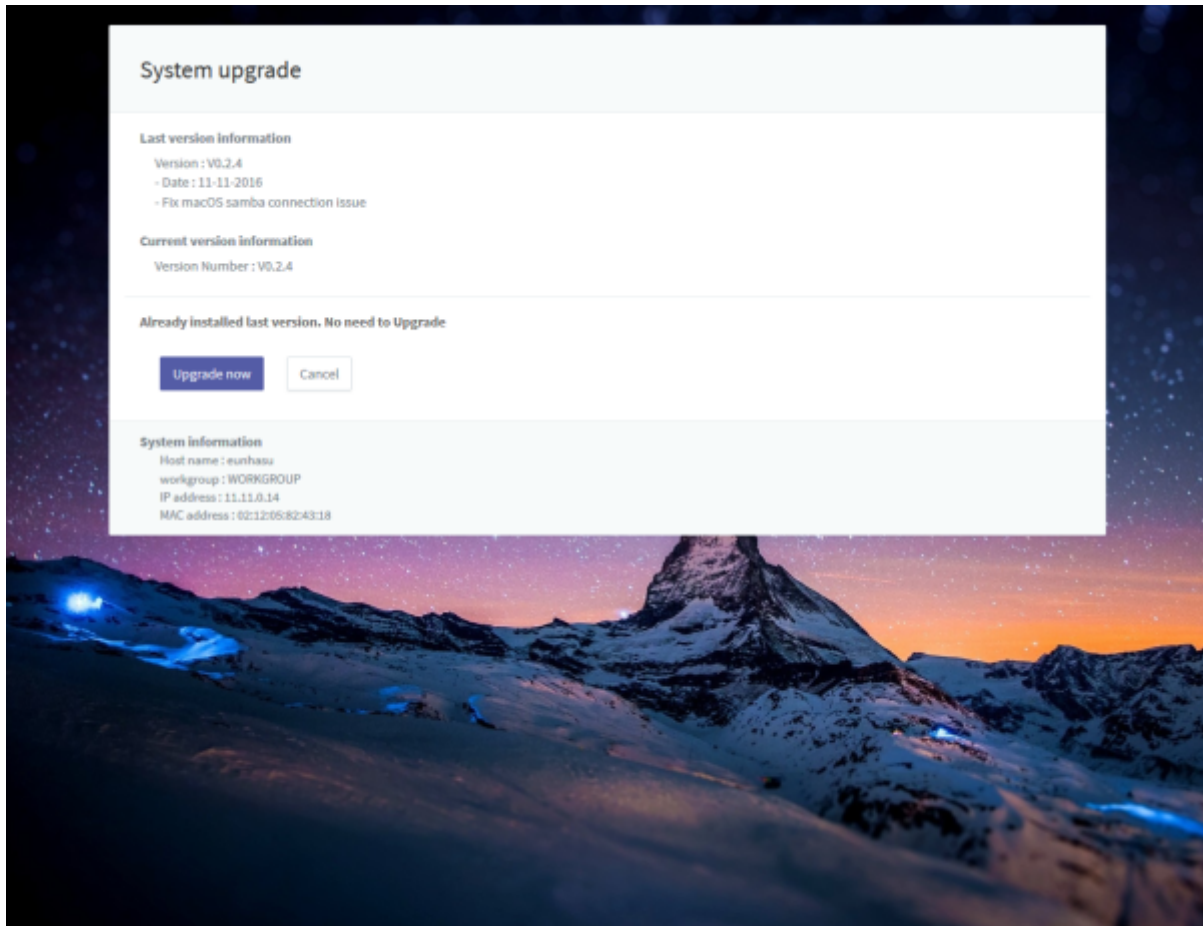 System upgrade
Last version information
Version : V0.2.4
- Date : 11-11-2016
- Fix macOS samba connection issue
Current version information
Version Number : V0.2.4
Already installed last version. No need to Upgrade
Upgrade now Cancel
System information
Host name : eunhasu
workgroup : WORKGROUP
IP address : 11.11.0.14
MAC address : 02:12:05:82:43:18